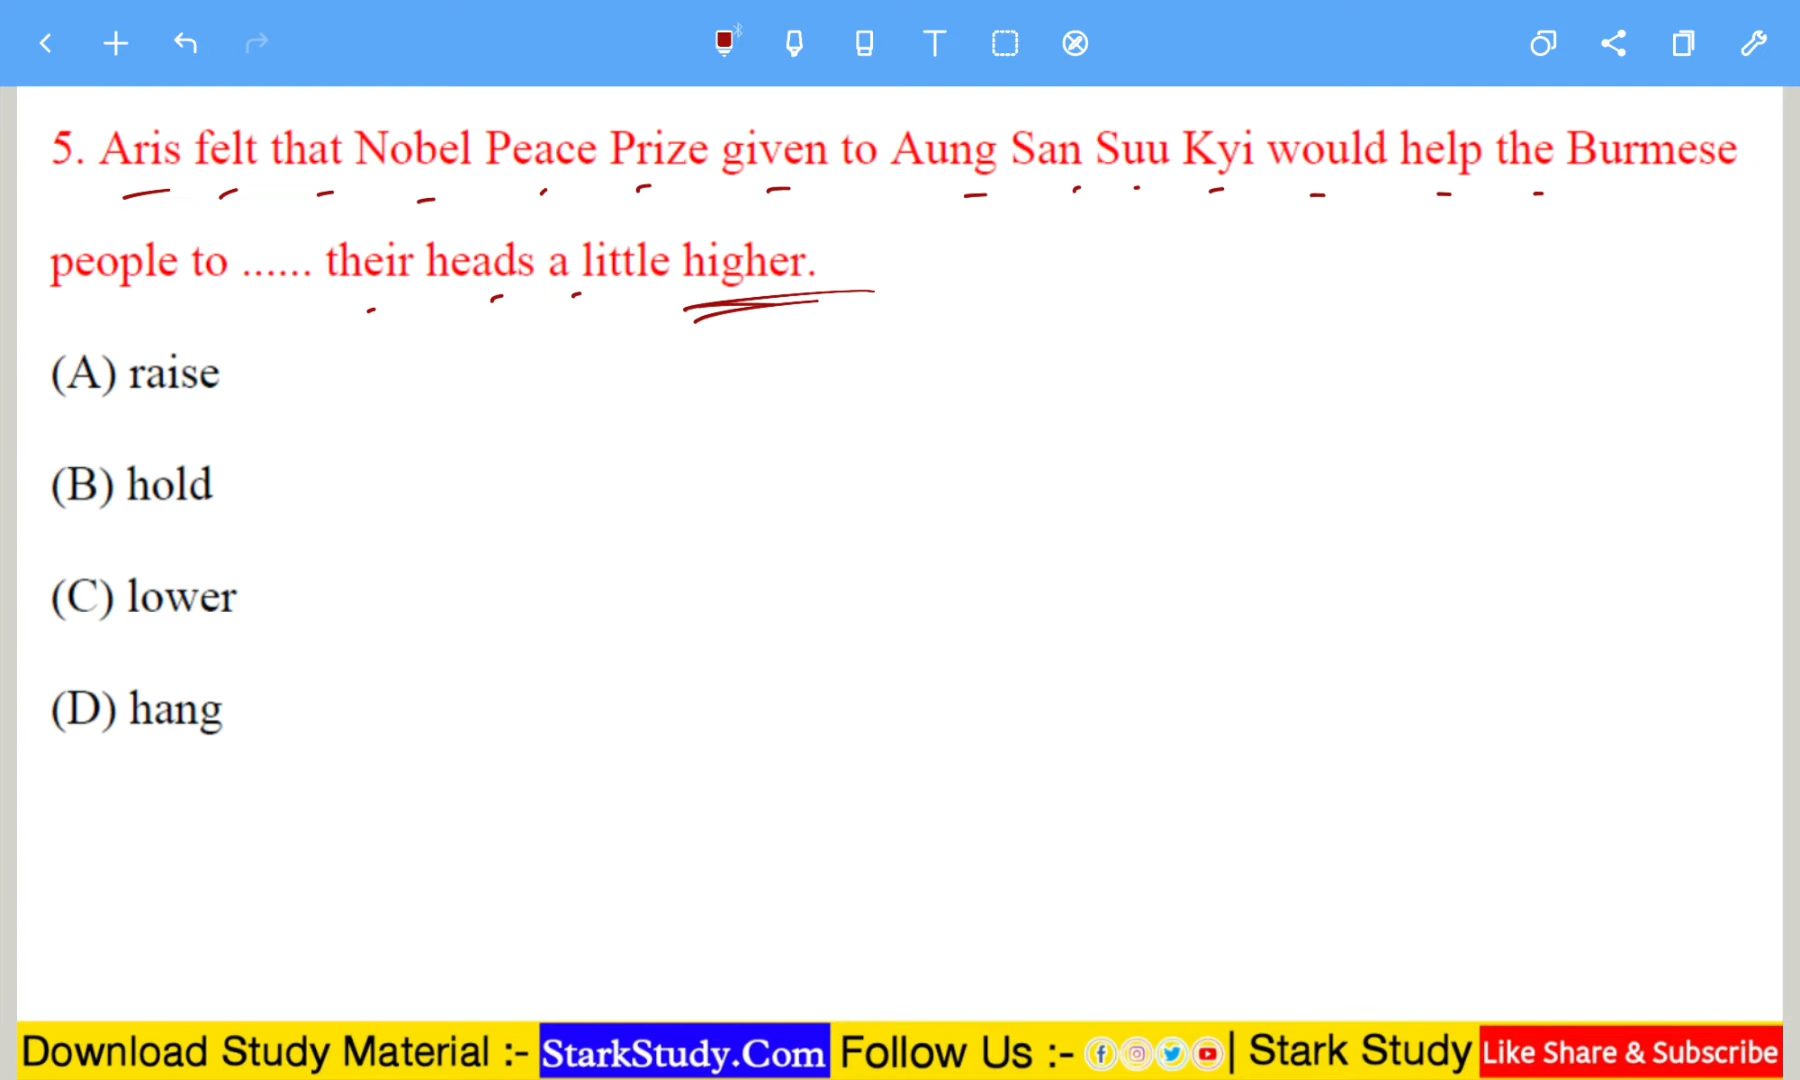 5. Aris felt that Nobel Peace Prize given to Aung San Suu Kyi would help the Burmese
people to ...... their heads a little higher.
(A) raise
(B) hold
(C) lower
(D) hang
Download Study Material :- StarkStudy.Com Follow Us :- | Stark Study Like Share & Subscribe